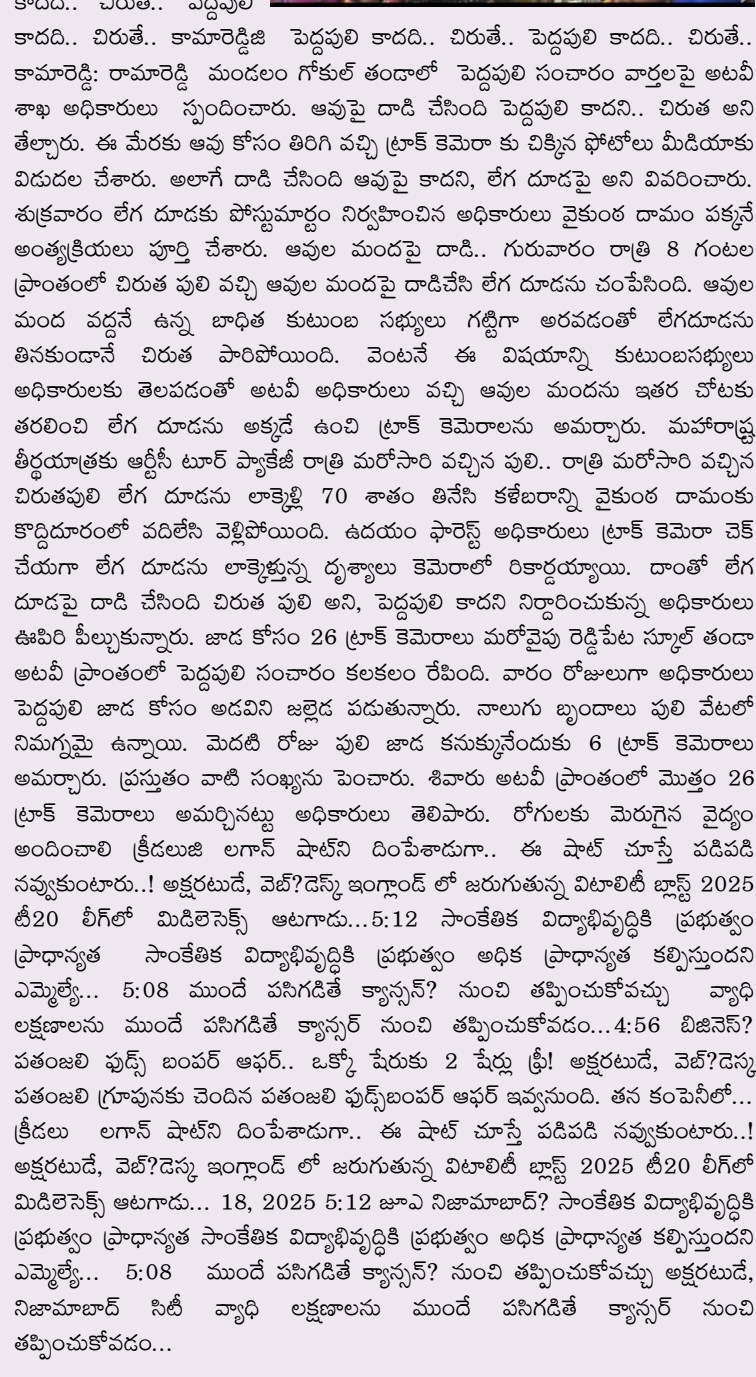 కాదది.. చిరుతే.. పెద్దపులి
కాదది.. చిరుతే.. కామారెడ్డిజి పెద్దపులి కాదది.. చిరుతే.. పెద్దపులి కాదది.. చిరుతే..
కామారెడ్డి: రామారెడ్డి మండలం గోకుల్ తండాలో పెద్దపులి సంచారం వార్తలపై అటవీ
శాఖ అధికారులు స్పందించారు. ఆవుపై దాడి చేసింది పెద్దపులి కాదని.. చిరుత అని
తేల్చారు. ఈ మేరకు ఆవు కోసం తిరిగి వచ్చి ట్రాక్ కెమెరా కు చిక్కిన ఫోటోలు మీడియాకు
విడుదల చేశారు. అలాగే దాడి చేసింది ఆవుపై కాదని, లేగ దూడపై అని వివరించారు.
శుక్రవారం లేగ దూడకు పోస్టుమార్టం నిర్వహించిన అధికారులు వైకుంఠ దామం పక్కనే
అంత్యక్రియలు పూర్తి చేశారు. ఆవుల మందపై దాడి.. గురువారం రాత్రి 8 గంటల
ప్రాంతంలో చిరుత పులి వచ్చి ఆవుల మందపై దాడిచేసి లేగ దూడను చంపేసింది. ఆవుల
మంద వద్దనే ఉన్న బాధిత కుటుంబ సభ్యులు గట్టిగా అరవడంతో లేగదూడను
తినకుండానే చిరుత పారిపోయింది. వెంటనే ఈ విషయాన్ని కుటుంబసభ్యులు
అధికారులకు తెలపడంతో అటవీ అధికారులు వచ్చి ఆవుల మందను ఇతర చోటకు
తరలించి లేగ దూడను అక్కడే ఉంచి ట్రాక్ కెమెరాలను అమర్చారు. మహారాష్ట్ర
తీర్థయాత్రకు ఆర్టీసీ టూర్ ప్యాకేజీ రాత్రి మరోసారి వచ్చిన పులి.. రాత్రి మరోసారి వచ్చిన
చిరుతపులి లేగ దూడను లాక్కెళ్లి 70 శాతం తినేసి కళేబరాన్ని వైకుంఠ దామంకు
కొద్దిదూరంలో వదిలేసి వెళ్లిపోయింది. ఉదయం ఫారెస్ట్ అధికారులు ట్రాక్ కెమెరా చెక్
చేయగా లేగ దూడను లాక్కెళ్తున్న దృశ్యాలు కెమెరాలో రికార్డయ్యాయి. దాంతో లేగ
దూడపై దాడి చేసింది చిరుత పులి అని, పెద్దపులి కాదని నిర్దారించుకున్న అధికారులు
ఊపిరి పీల్చుకున్నారు. జాడ కోసం 26 ట్రాక్ కెమెరాలు మరోవైపు రెడ్డిపేట స్కూల్ తండా
అటవీ ప్రాంతంలో పెద్దపులి సంచారం కలకలం రేపింది. వారం రోజులుగా అధికారులు
పెద్దపులి జాడ కోసం అడవిని జల్లెడ పడుతున్నారు. నాలుగు బృందాలు పులి వేటలో
నిమగ్నమై ఉన్నాయి. మెదటి రోజు పులి జాడ కనుక్కునేందుకు 6 ట్రాక్ కెమెరాలు
అమర్చారు. ప్రస్తుతం వాటి సంఖ్యను పెంచారు. శివారు అటవీ ప్రాంతంలో మొత్తం 26
ట్రాక్ కెమెరాలు అమర్చినట్టు అధికారులు తెలిపారు. రోగులకు మెరుగైన వైద్యం
అందించాలి క్రీడలుజి లగాన్ షాట్‌ని దింపేశాడుగా.. ఈ షాట్ చూస్తే పడిపడి
నవ్వుకుంటారు..! అక్షరటుడే, వెబ్?డెస్క్ ఇంగ్లాండ్ లో జరుగుతున్న విటాలిటీ బ్లాస్ట్ 2025
టీ20 లీగ్‌లో మిడిలెసెక్స్ ఆటగాడు...5:12 సాంకేతిక విద్యాభివృద్ధికి ప్రభుత్వం
ప్రాధాన్యత సాంకేతిక విద్యాభివృద్ధికి ప్రభుత్వం అధిక ప్రాధాన్యత కల్పిస్తుందని
ఎమ్మెల్యే... 5:08 ముందే పసిగడితే క్యాన్సన్? నుంచి తప్పించుకోవచ్చు వ్యాధి
లక్షణాలను ముందే పసిగడితే క్యాన్సర్ నుంచి తప్పించుకోవడం...4:56 బిజినెస్?
పతంజలి ఫుడ్స్ బంపర్ ఆఫర్.. ఒక్కో షేరుకు 2 షేర్లు ఫ్రీ! అక్షరటుడే, వెబ్?డెస్క
పతంజలి గ్రూపునకు చెందిన పతంజలి ఫుడ్స్‌బంపర్ ఆఫర్ ఇవ్వనుంది. తన కంపెనీలో...
క్రీడలు లగాన్ షాట్‌ని దింపేశాడుగా.. ఈ షాట్ చూస్తే పడిపడి నవ్వుకుంటారు..!
అక్షరటుడే, వెబ్?డెస్క ఇంగ్లాండ్ లో జరుగుతున్న విటాలిటీ బ్లాస్ట్ 2025 టీ20 లీగ్‌లో
మిడిలెసెక్స్ ఆటగాడు... 18, 2025 5:12 జూఎ నిజామాబాద్? సాంకేతిక విద్యాభివృద్ధికి
ప్రభుత్వం ప్రాధాన్యత సాంకేతిక విద్యాభివృద్ధికి ప్రభుత్వం అధిక ప్రాధాన్యత కల్పిస్తుందని
ఎమ్మెల్యే... 5:08 ముందే పసిగడితే క్యాన్సన్? నుంచి తప్పించుకోవచ్చు అక్షరటుడే,
నిజామాబాద్ సిటీ వ్యాధి లక్షణాలను ముందే పసిగడితే క్యాన్సర్ నుంచి
తప్పించుకోవడం...